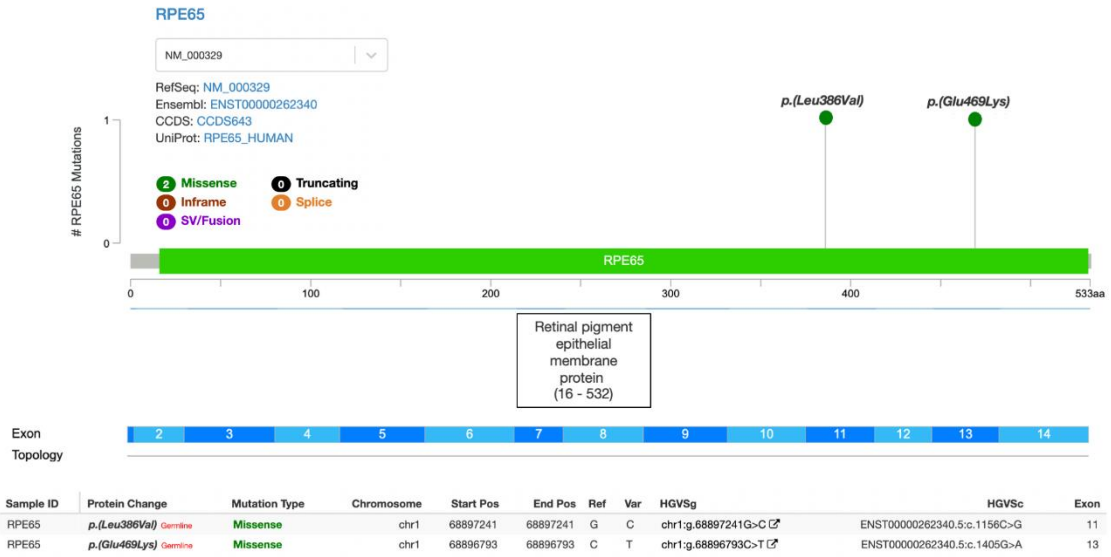 RPE65
NM_000329
RefSeq: NM_000329
Ensembl: ENST00000262340
CCDS: CCDS643
UniProt: RPE65_HUMAN
2 Missense 0 Truncating
0 Inframe 0 Splice
0 SV/Fusion
# RPE65 Mutations
1
0
p.(Leu386Val) p.(Glu469Lys)
RPE65
0 100 200 300 400 533aa
Retinal pigment
epithelial
membrane
protein
(16 - 532)
Exon 2 3 4 5 6 7 8 9 10 11 12 13 14
Topology
Sample ID Protein Change Mutation Type Chromosome Start Pos End Pos Ref Var HGVSg HGVSc Exon
RPE65 p.(Leu386Val) Germline Missense chr1 68897241 68897241 G C chr1:g.68897241G>C ENST00000262340.5:c.1156C>G 11
RPE65 p.(Glu469Lys) Germline Missense chr1 68896793 68896793 C T chr1:g.68896793C>T ENST00000262340.5:c.1405G>A 13